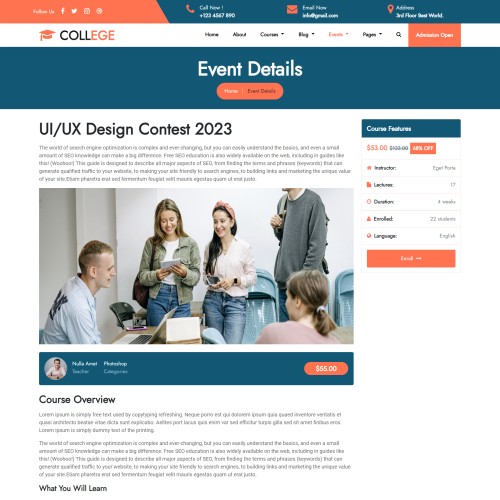 Follow Us
Call Now !
+123 4567 890
Email Now
info@gmail.com
Address
3rd Floor Best World.
COLLEGE
Home
About
Courses
Blog
Events
Pages
Admission Open
Event Details
Home | Event Details
UI/UX Design Contest 2023
The world of search engine optimization is complex and ever-changing, but you can easily understand the basics, and even a small
amount of SEO knowledge can make a big difference. Free SEO education is also widely available on the web, including in guides like
this! (Woohoo!) This guide is designed to describe all major aspects of SEO, from finding the terms and phrases (keywords) that can
generate qualified traffic to your website, to making your site friendly to search engines, to building links and marketing the unique value
of your site.Etiam pharetra erat sed fermentum feugiat velit mauris egestas quam ut erat justo.
Course Features
$53.00 $102.00 48% OFF
Instructor: Eget Porta
Lectures: 17
Duration: 4 weeks
Enrolled: 22 students
Language: English
Enroll
Nulla Amet
Teacher
Photoshop
Categories
$55.00
Course Overview
Lorem ipsum is simply free text used by copytyping refreshing. Neque porro est qui dolorem ipsum quia quaed inventore veritatis et
architecto beatae vitae dicta sunt explicabo. Aelltes port lacus quis enim var sed efficitur turpis gilla sed sit amet finibus eros.
Lorem Ipsum is simply dummy text of the printing.
The world of search engine optimization is complex and ever-changing, but you can easily understand the basics, and even a small
amount of SEO knowledge can make a big difference. Free SEO education is also widely available on the web, including in guides like
this! (Woohoo!) This guide is designed to describe all major aspects of SEO, from finding the terms and phrases (keywords) that can
generate qualified traffic to your website, to making your site friendly to search engines, to building links and marketing the unique value
of your site Etiam pharetra erat sed fermentum feugiat velit mauris egestas quam ut erat justo.
What You Will Learn